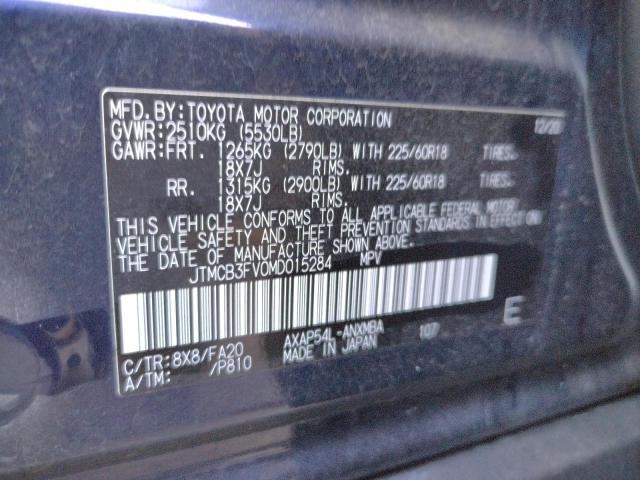 MFD. BY: TOYOTA MOTOR CORPORATION 12/20
GVWR: 2510KG (5530LB)
GAWR: FRT. 1265KG (2790LB) WITH 225/60R18 TIRES.
18X7J RIMS.
RR. 1315KG (2900LB) WITH 225/60R18 TIRES.
18X7J RIMS.
THIS VEHICLE CONFORMS TO ALL APPLICABLE FEDERAL MOTOR
VEHICLE SAFETY AND THEFT PREVENTION STANDARDS IN EFFECT ON
THE DATE OF MANUFACTURE SHOWN ABOVE.
JTMCB3FV0MD015284 MPV
C/TR: 8X8/FA20 AXAP54L-ANXMBA 107 E
A/TM: /P810 MADE IN JAPAN